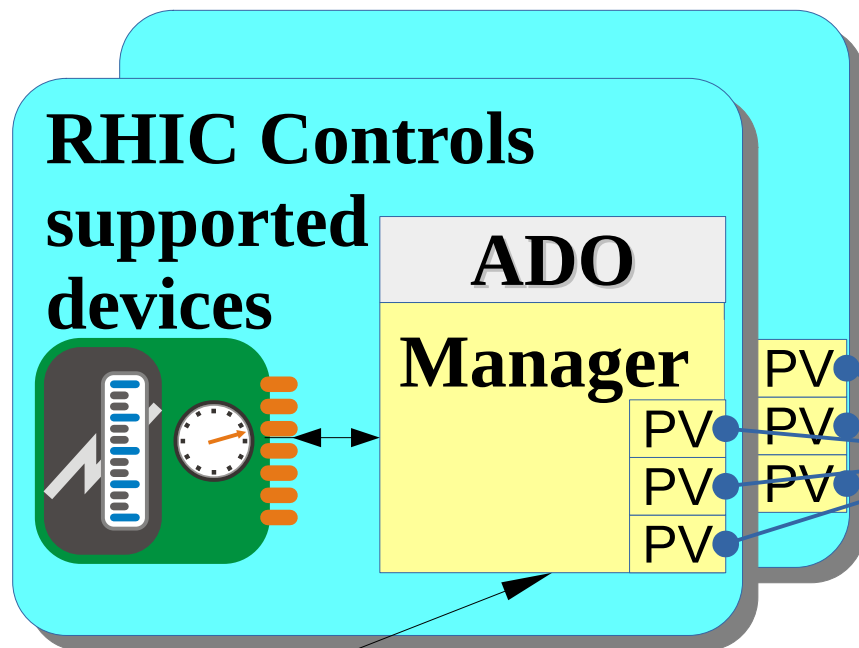 RHIC Controls
supported
devices
ADO
Manager
PV
PV
PV
PV
PV
PV